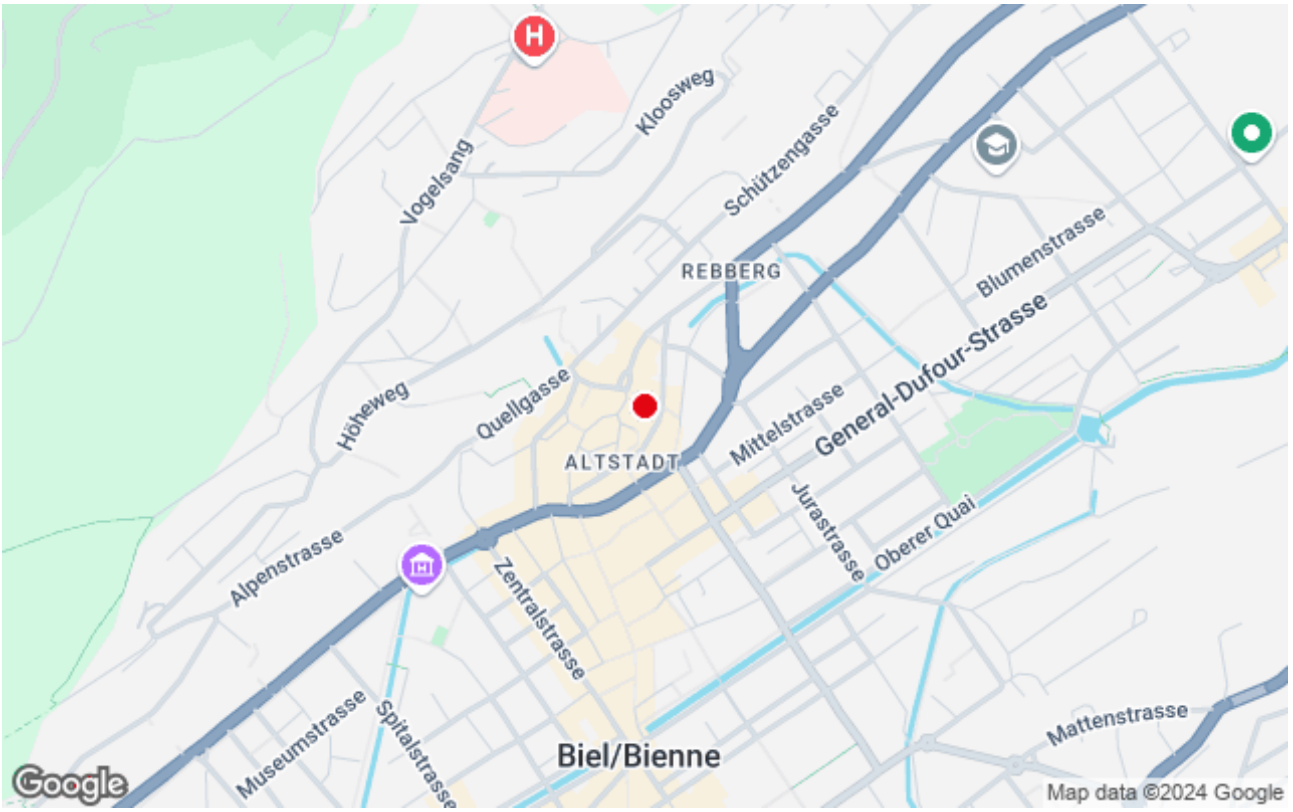 H
Kloosweg
Vogelsang
Schützengasse
REBBERG
Blumenstrasse
General-Dufour-Strasse
Höheweg
Quellgasse
Mittelstrasse
ALTSTADT
Jurastrasse
Oberer Quai
Alpenstrasse
Zentralstrasse
Museumstrasse
Spitalstrasse
Mattenstrasse
Biel/Bienne
Google
Map data ©2024 Google